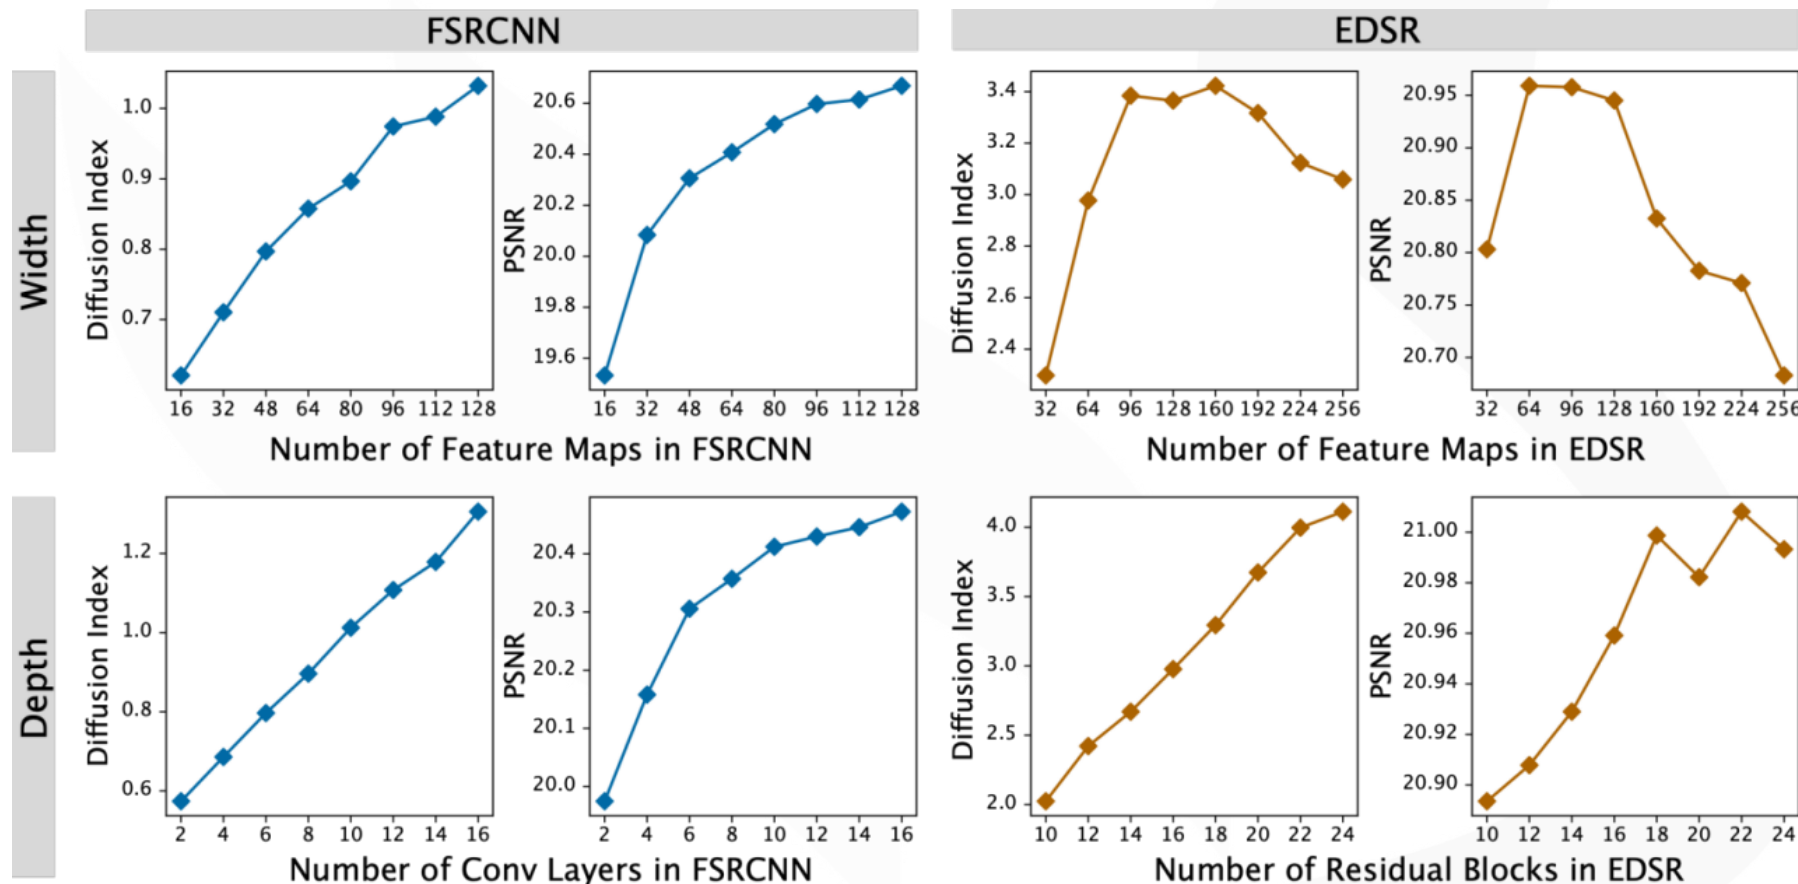 FSRCNN
EDSR
Width
Diffusion Index
1.0
0.9
0.8
0.7
16 32 48 64 80 96 112 128
PSNR
20.6
20.4
20.2
20.0
19.8
19.6
16 32 48 64 80 96 112 128
Number of Feature Maps in FSRCNN
Diffusion Index
3.4
3.2
3.0
2.8
2.6
2.4
32 64 96 128 160 192 224 256
PSNR
20.95
20.90
20.85
20.80
20.75
20.70
32 64 96 128 160 192 224 256
Number of Feature Maps in EDSR
Depth
Diffusion Index
1.2
1.0
0.8
0.6
2 4 6 8 10 12 14 16
PSNR
20.4
20.3
20.2
20.1
20.0
2 4 6 8 10 12 14 16
Number of Conv Layers in FSRCNN
Diffusion Index
4.0
3.5
3.0
2.5
2.0
10 12 14 16 18 20 22 24
PSNR
21.00
20.98
20.96
20.94
20.92
20.90
10 12 14 16 18 20 22 24
Number of Residual Blocks in EDSR